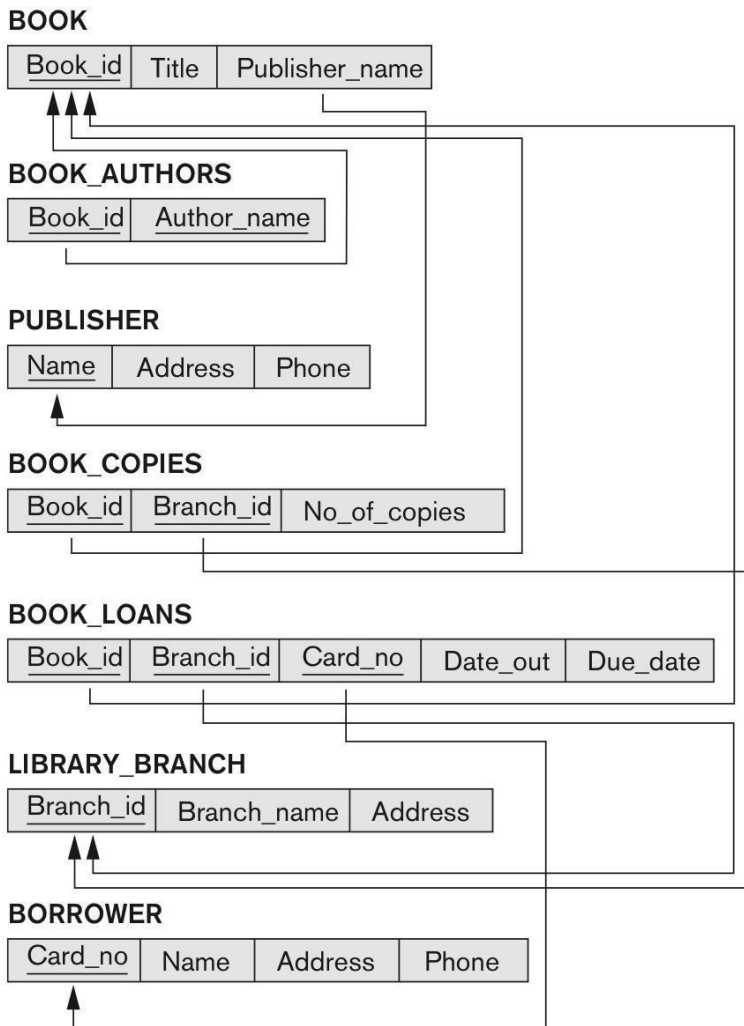 BOOK
Book_id Title Publisher_name
BOOK_AUTHORS
Book_id Author_name
PUBLISHER
Name Address Phone
BOOK_COPIES
Book_id Branch_id No_of_copies
BOOK_LOANS
Book_id Branch_id Card_no Date_out Due_date
LIBRARY_BRANCH
Branch_id Branch_name Address
BORROWER
Card_no Name Address Phone